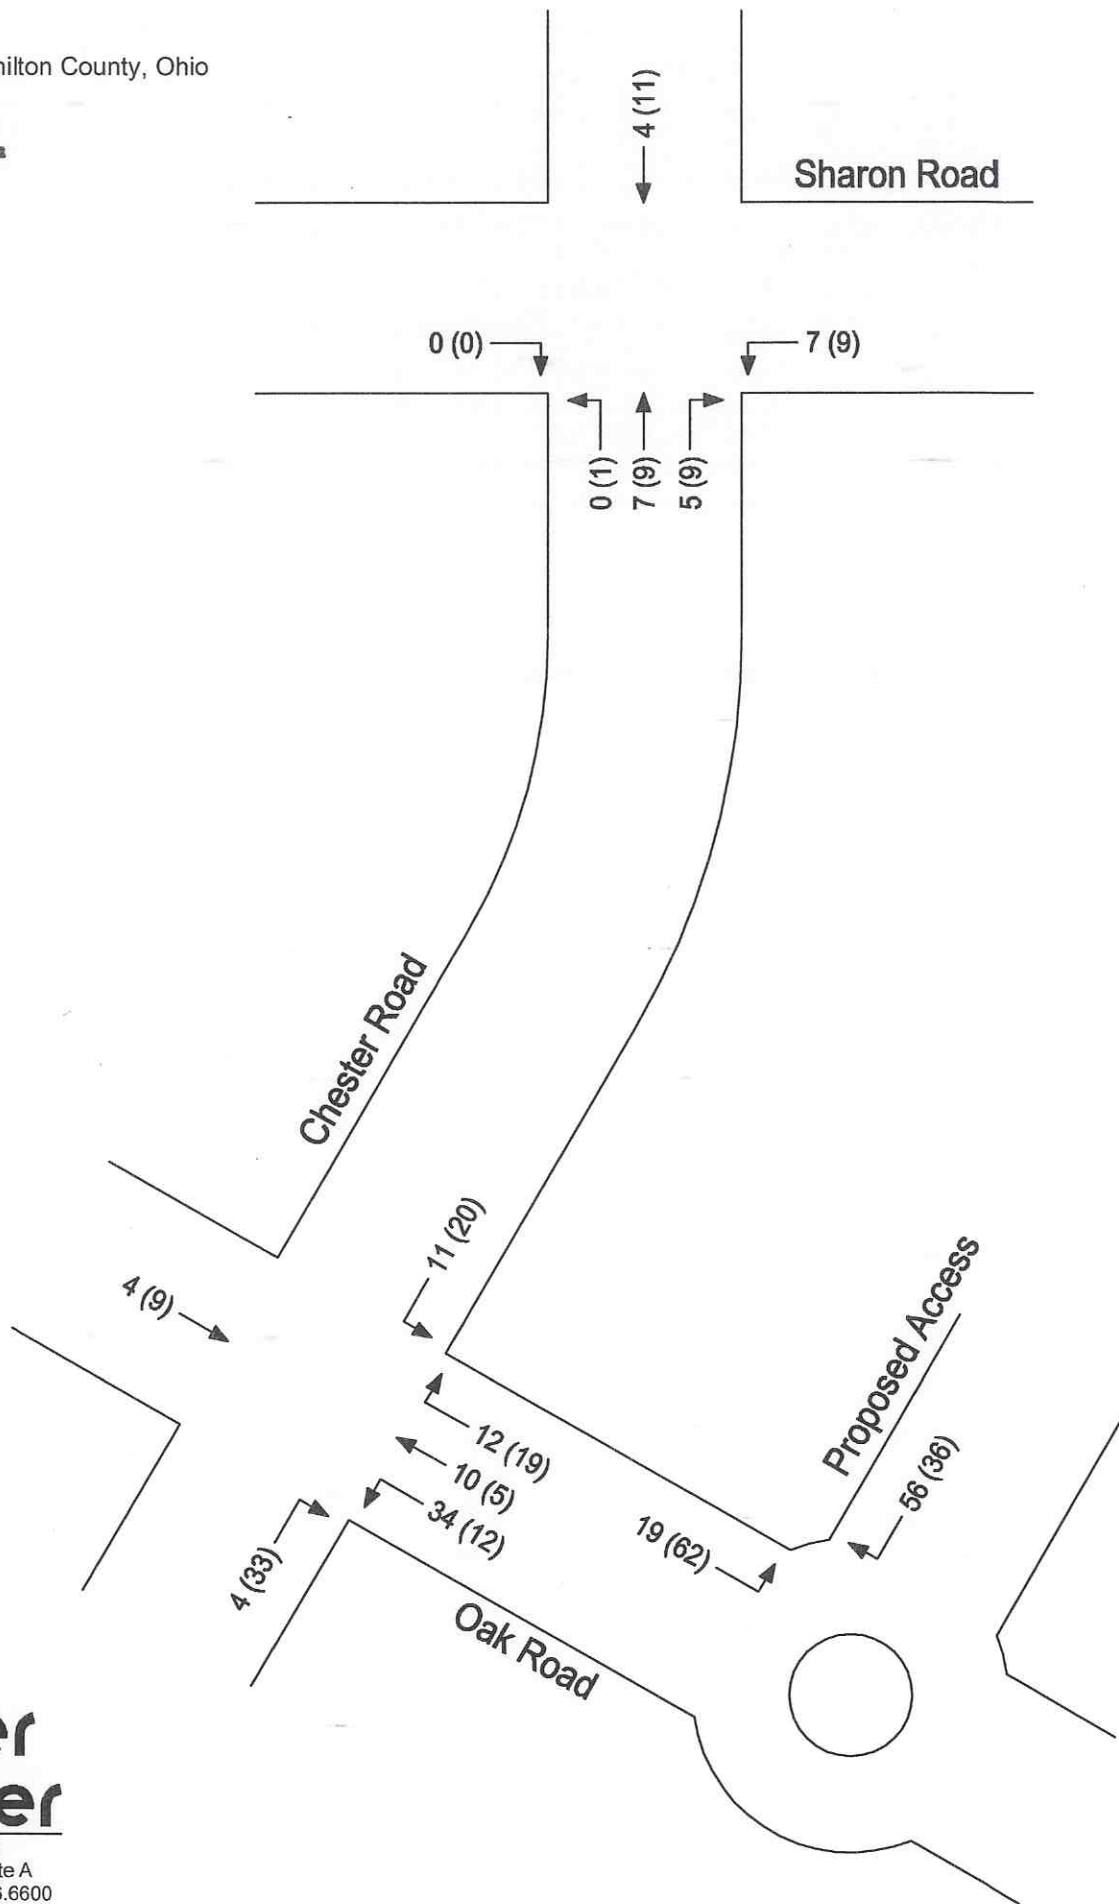 milton County, Ohio
4 (11)
Sharon Road
0 (0)
7 (9)
0 (1)
7 (9)
5 (9)
Chester Road
11 (20)
4 (9)
Proposed Access
12 (19)
10 (5)
34 (12)
56 (36)
19 (62)
4 (33)
Oak Road
er
er
te A
6.6600